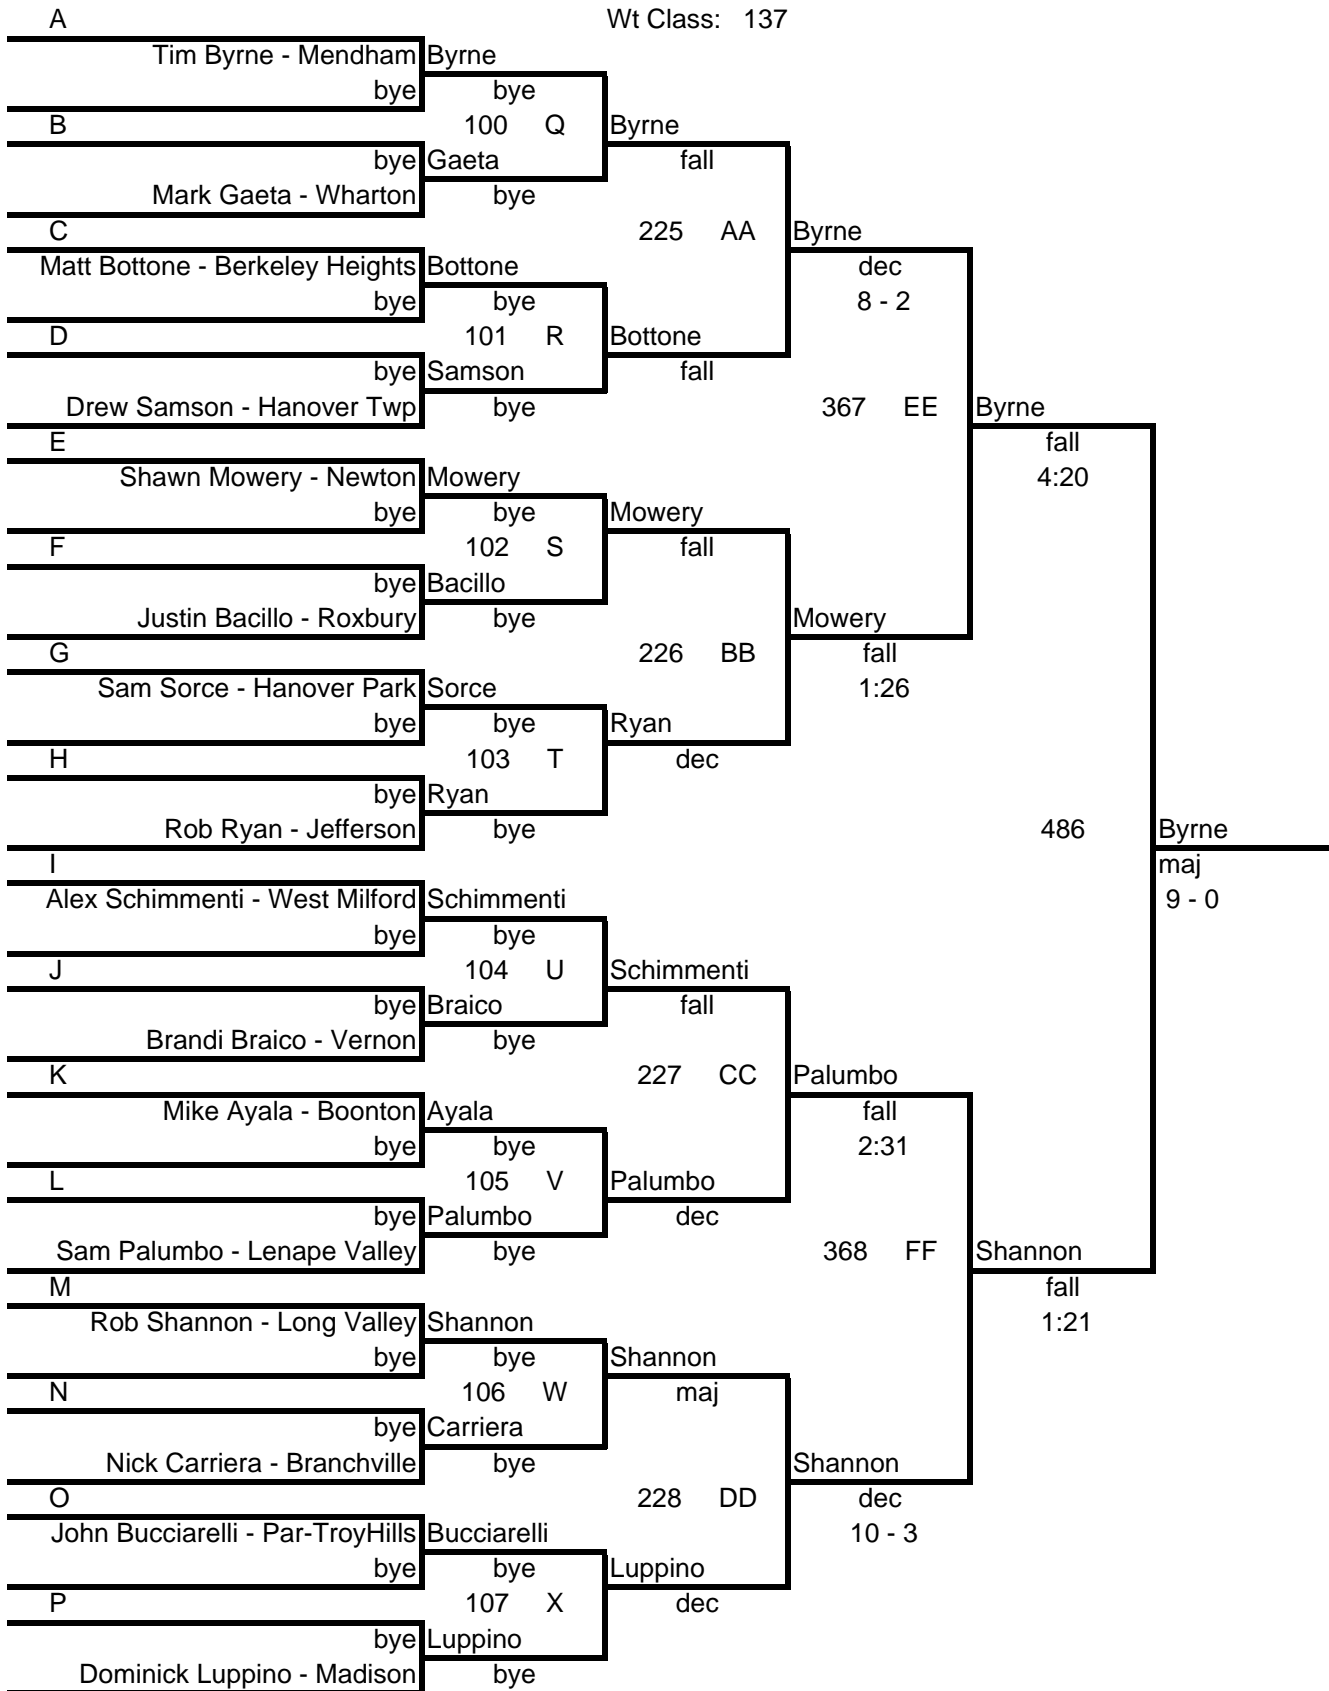 A
Wt Class: 137
Tim Byrne - Mendham
Byrne
bye
bye
B
100 Q
Byrne
bye
Gaeta
fall
Mark Gaeta - Wharton
bye
C
225 AA
Byrne
Matt Bottone - Berkeley Heights
Bottone
dec
bye
bye
8 - 2
D
101 R
Bottone
bye
Samson
fall
Drew Samson - Hanover Twp
bye
367 EE
Byrne
E
fall
Shawn Mowery - Newton
Mowery
4:20
bye
bye
Mowery
F
102 S
fall
bye
Bacillo
Justin Bacillo - Roxbury
bye
Mowery
G
226 BB
fall
Sam Sorce - Hanover Park
Sorce
1:26
bye
bye
Ryan
H
103 T
dec
bye
Ryan
Rob Ryan - Jefferson
bye
486
Byrne
I
maj
Alex Schimmenti - West Milford
Schimmenti
9 - 0
bye
bye
J
104 U
Schimmenti
bye
Braico
fall
Brandi Braico - Vernon
bye
K
227 CC
Palumbo
Mike Ayala - Boonton
Ayala
fall
bye
bye
2:31
L
105 V
Palumbo
bye
Palumbo
dec
Sam Palumbo - Lenape Valley
bye
368 FF
Shannon
M
fall
Rob Shannon - Long Valley
Shannon
1:21
bye
bye
Shannon
N
106 W
maj
bye
Carriera
Nick Carriera - Branchville
bye
Shannon
O
228 DD
dec
John Bucciarelli - Par-TroyHills
Bucciarelli
10 - 3
bye
bye
Luppino
P
107 X
dec
bye
Luppino
Dominick Luppino - Madison
bye